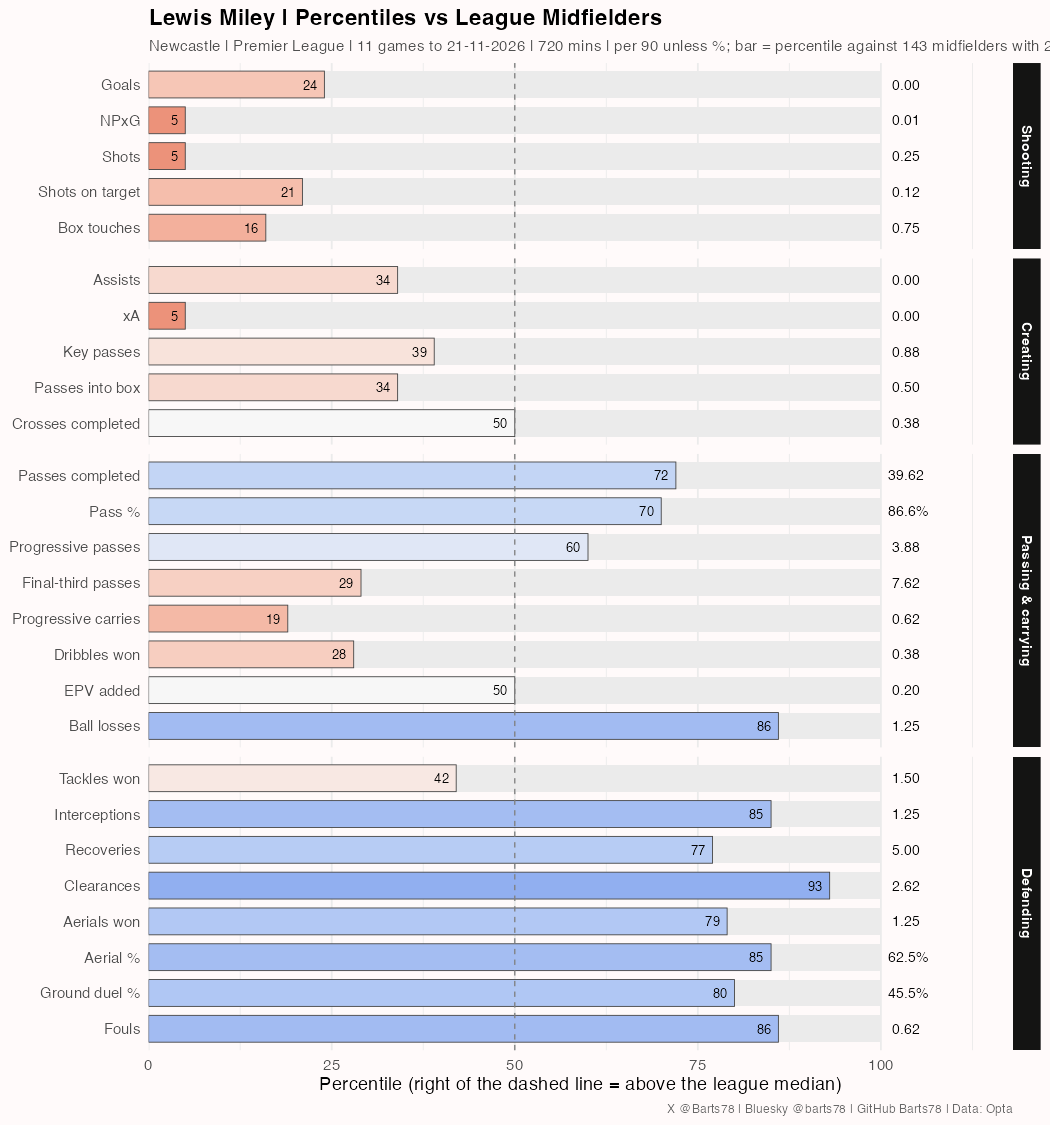 Lewis Miley | Percentiles vs League Midfielders
Newcastle | Premier League | 11 games to 21-11-2026 | 720 mins | per 90 unless %; bar = percentile against 143 midfielders with 2
Shooting
Goals 24 0.00
NPxG 5 0.01
Shots 5 0.25
Shots on target 21 0.12
Box touches 16 0.75
Creating
Assists 34 0.00
xA 5 0.00
Key passes 39 0.88
Passes into box 34 0.50
Crosses completed 50 0.38
Passing & carrying
Passes completed 72 39.62
Pass % 70 86.6%
Progressive passes 60 3.88
Final-third passes 29 7.62
Progressive carries 19 0.62
Dribbles won 28 0.38
EPV added 50 0.20
Ball losses 86 1.25
Defending
Tackles won 42 1.50
Interceptions 85 1.25
Recoveries 77 5.00
Clearances 93 2.62
Aerials won 79 1.25
Aerial % 85 62.5%
Ground duel % 80 45.5%
Fouls 86 0.62
0 25 50 75 100
Percentile (right of the dashed line = above the league median)
X @Barts78 | Bluesky @barts78 | GitHub Barts78 | Data: Opta